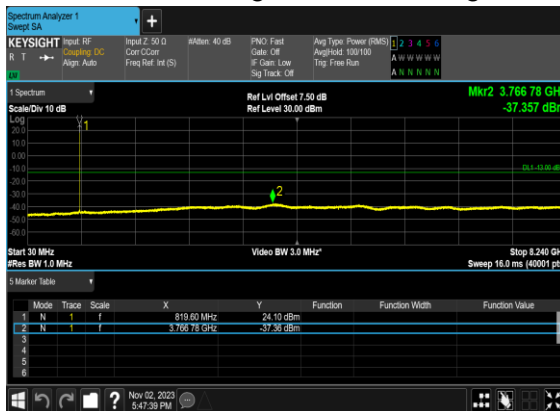 Spectrum Analyzer 1
Swept SA
KEYSIGHT Input: RF Input Z: 50 Ω #Atten: 40 dB PNO: Fast Avg Type: Power (RMS) 1 2 3 4 5 6
R T Coupling: DC Corr CCorr Gate: Off Avg|Hold: 100/100 A W W W W W
Align: Auto Freq Ref: Int (S) IF Gain: Low Trig: Free Run
Sig Track: Off A N N N N N
1 Spectrum Ref Lvl Offset 7.50 dB Mkr2 3.766 78 GH
Scale/Div 10 dB Ref Level 30.00 dBm -37.357 dB
Log
20.0 1
10.0
0.00
-10.0 DL1 -13.00 dB
-20.0
-30.0 2
-40.0
-50.0
-60.0
Start 30 MHz Video BW 3.0 MHz* Stop 8.240 GH
#Res BW 1.0 MHz Sweep 16.0 ms (40001 pt
5 Marker Table
Mode Trace Scale X Y Function Function Width Function Value
1 N 1 f 819.60 MHz 24.10 dBm
2 N 1 f 3.766 78 GHz -37.36 dBm
3
4
5
6
Nov 02, 2023
5:47:39 PM